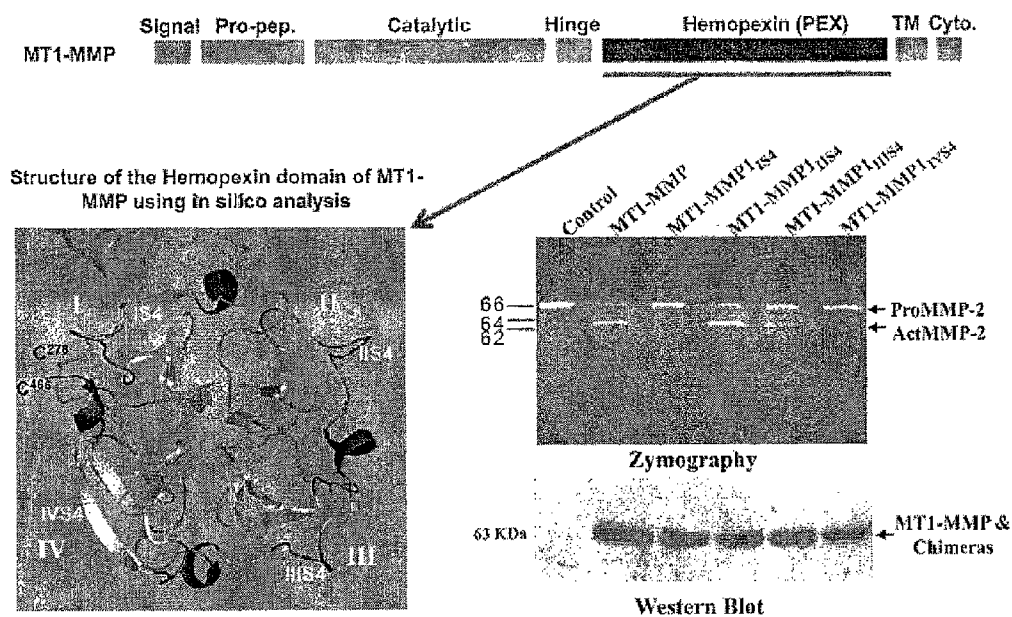 Signal Pro-pep. Catalytic Hinge Hemopexin (PEX) TM Cyto.
MT1-MMP
Structure of the Hemopexin domain of MT1-
MMP using in silico analysis
I
IS4
II
IIS4
C278
C466
IVS4
IV
IIIS4
III
Control
MT1-MMP
MT1-MMP1IS4
MT1-MMP1IIS4
MT1-MMP1IIIS4
MT1-MMP1IVS4
66
64
62
ProMMP-2
ActMMP-2
Zymography
63 KDa
MT1-MMP &
Chimeras
Western Blot